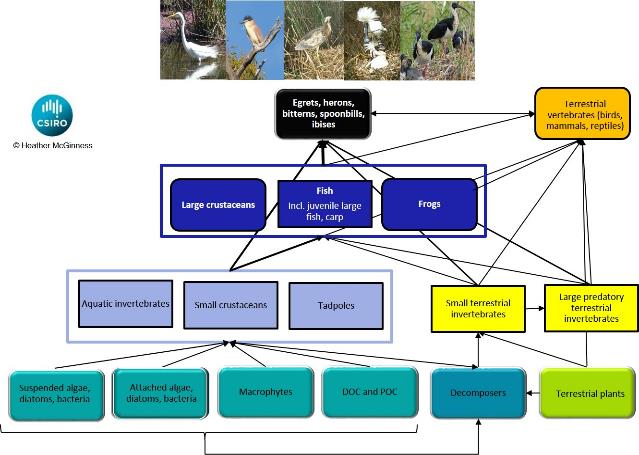 CSIRO
© Heather McGinness
Egrets, herons,
bitterns, spoonbills,
ibises
Terrestrial
vertebrates (birds,
mammals, reptiles)
Large crustaceans
Fish
Incl. juvenile large
fish, carp
Frogs
Aquatic invertebrates
Small crustaceans
Tadpoles
Small terrestrial
invertebrates
Large predatory
terrestrial
invertebrates
Suspended algae,
diatoms, bacteria
Attached algae,
diatoms, bacteria
Macrophytes
DOC and POC
Decomposers
Terrestrial plants